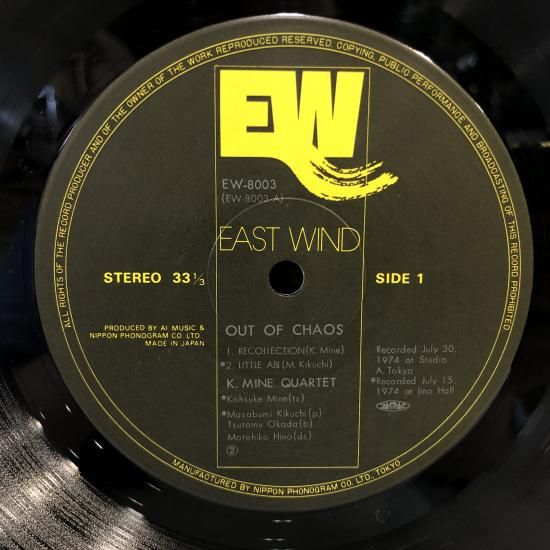 ALL RIGHTS OF THE RECORD PRODUCER AND OF THE OWNER OF THE WORK REPRODUCED RESERVED. COPYING, PUBLIC PERFORMANCE AND BROADCASTING OF THIS RECORD PROHIBITED
EW
EW-8003
(EW-8003-A)
EAST WIND
STEREO 33 1/3
SIDE 1
PRODUCED BY AI MUSIC &
NIPPON PHONOGRAM CO. LTD
MADE IN JAPAN
OUT OF CHAOS
1. RECOLLECTION(K. Mine)
*2. LITTLE ABI(M. Kikuchi)
K. MINE QUARTET
*Kohsuke Mine(ts)
*Masabumi Kikuchi(p)
Tsutomu Okada(b)
Motohiko Hino(ds)
②
Recorded July 30,
1974 at Studio
A, Tokyo
*Recorded July 15,
1974 at Iino Hall
MANUFACTURED BY NIPPON PHONOGRAM CO., LTD., TOKYO